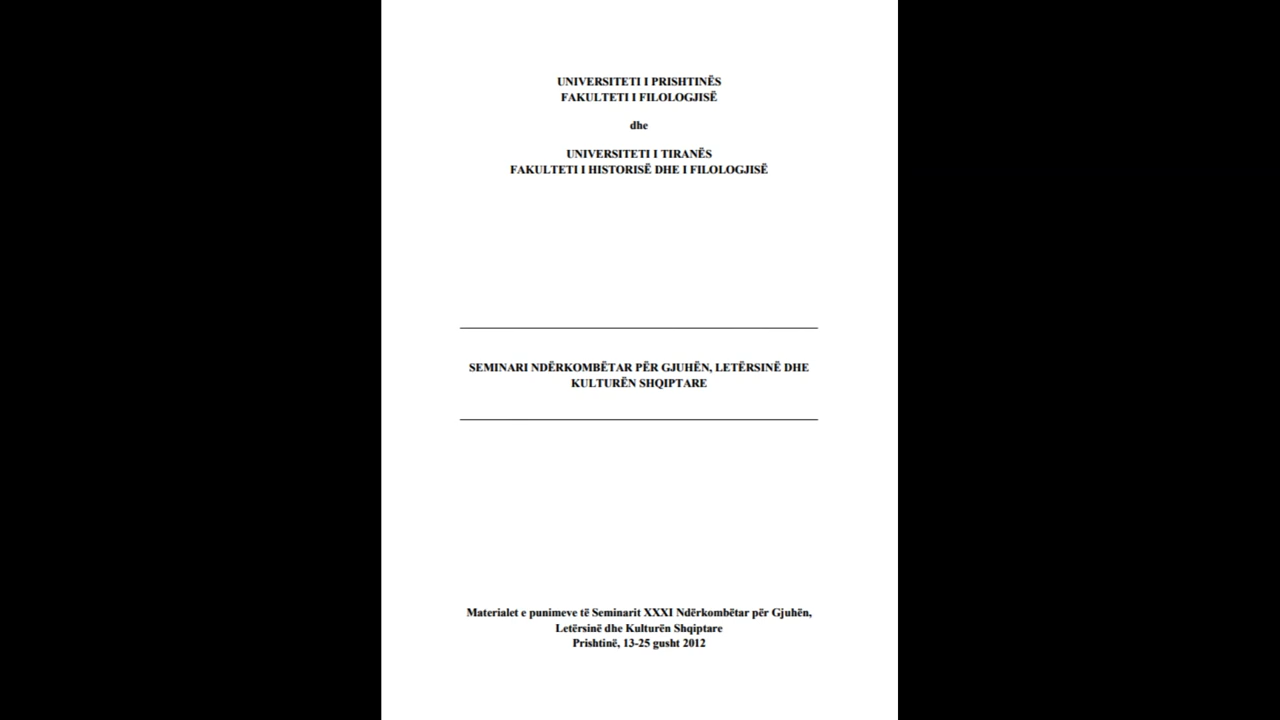 UNIVERSITETI I PRISHTINËS
FAKULTETI I FILOLOGJISË
dhe
UNIVERSITETI I TIRANËS
FAKULTETI I HISTORISË DHE I FILOLOGJISË
SEMINARI NDËRKOMBËTAR PËR GJUHËN, LETËRSINË DHE
KULTURËN SHQIPTARE
Materialet e punimeve të Seminarit XXXI Ndërkombëtar për Gjuhën,
Letërsinë dhe Kulturën Shqiptare
Prishtinë, 13-25 gusht 2012